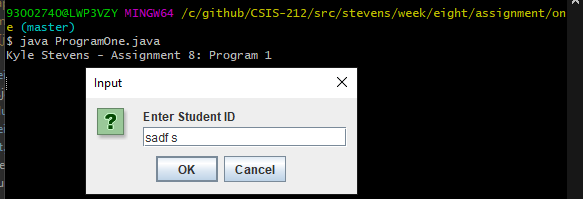 93002740@LWP3VZY MINGW64 /c/github/CSIS-212/src/stevens/week/eight/assignment/on
e (master)
$ java ProgramOne.java
Kyle Stevens - Assignment 8: Program 1
Input
Enter Student ID
sadf s
OK Cancel